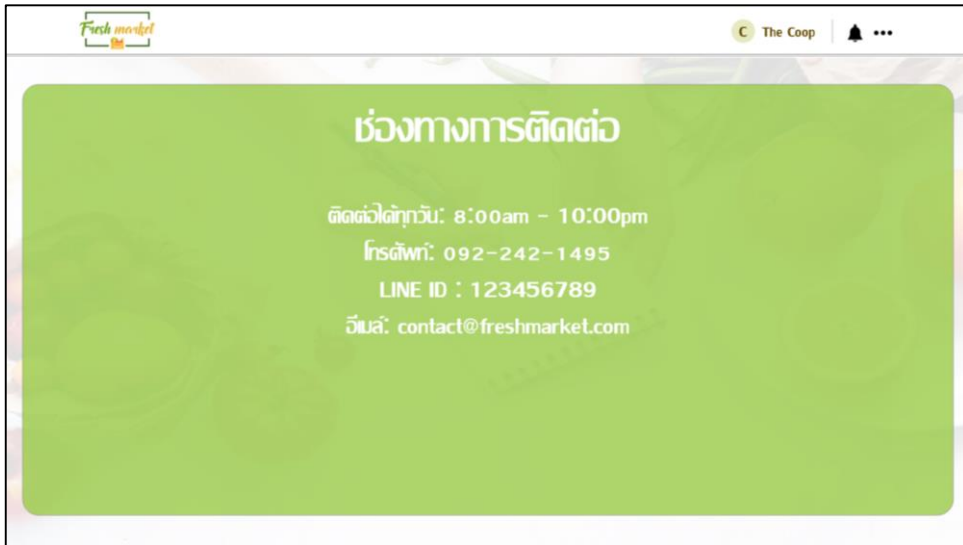 Fresh market
C The Coop
ช่องทางการติดต่อ
ติดต่อได้ทุกวัน: 8:00am - 10:00pm
โทรศัพท์: 092-242-1495
LINE ID : 123456789
อีเมล์: contact@freshmarket.com